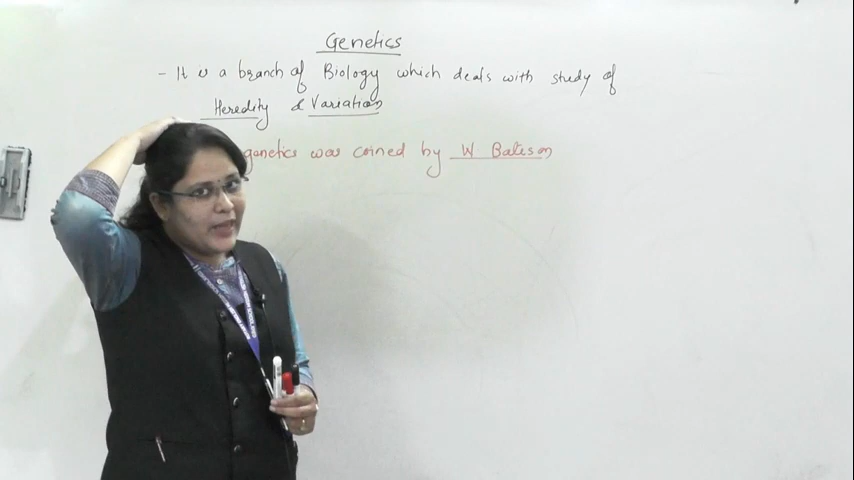 Genetics
- It is a branch of Biology which deals with study of
Heredity & Variation
genetics was coined by W Bateson